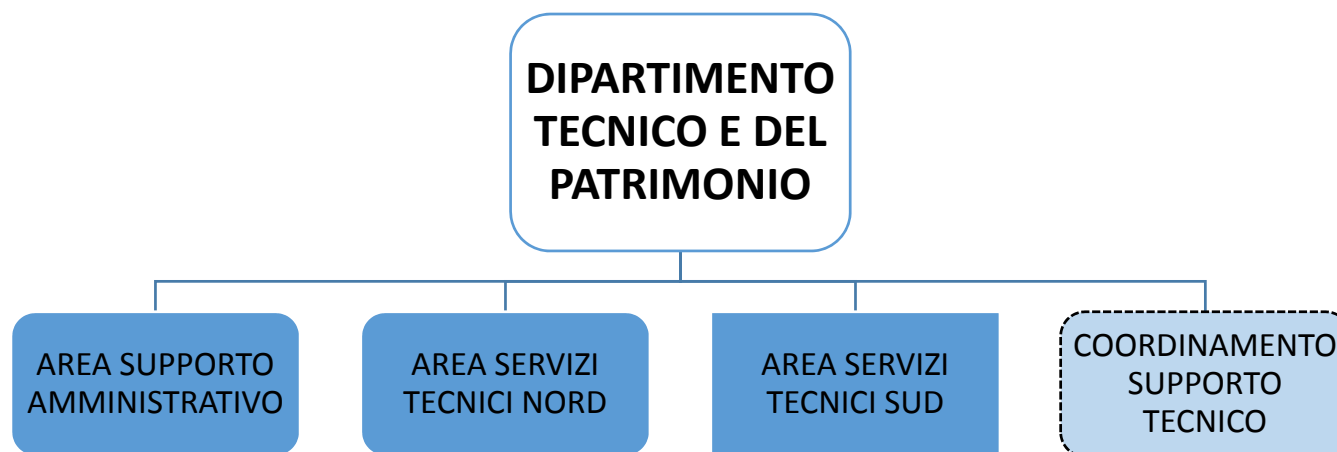 DIPARTIMENTO
TECNICO E DEL
PATRIMONIO
AREA SUPPORTO
AMMINISTRATIVO
AREA SERVIZI
TECNICI NORD
AREA SERVIZI
TECNICI SUD
COORDINAMENTO
SUPPORTO
TECNICO